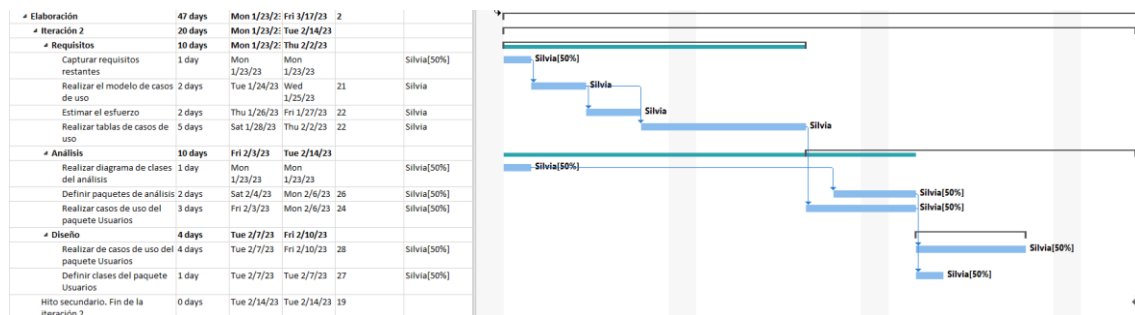 Elaboración 47 days Mon 1/23/2 Fri 3/17/23 2
Iteración 2 20 days Mon 1/23/2 Tue 2/14/23
Requisitos 10 days Mon 1/23/2 Thu 2/2/23
Capturar requisitos 1 day Mon Mon Silvia[50%] Silvia[50%]
restantes 1/23/23 1/23/23
Realizar el modelo de casos 2 days Tue 1/24/23 Wed 21 Silvia Silvia
de uso 1/25/23
Estimar el esfuerzo 2 days Thu 1/26/23 Fri 1/27/23 22 Silvia Silvia
Realizar tablas de casos de 5 days Sat 1/28/23 Thu 2/2/23 22 Silvia Silvia
uso
Análisis 10 days Fri 2/3/23 Tue 2/14/23
Realizar diagrama de clases 1 day Mon Mon Silvia[50%] Silvia[50%]
del análisis 1/23/23 1/23/23
Definir paquetes de análisis 2 days Sat 2/4/23 Mon 2/6/23 26 Silvia[50%] Silvia[50%]
Realizar casos de uso del 3 days Fri 2/3/23 Mon 2/6/23 24 Silvia[50%] Silvia[50%]
paquete Usuarios
Diseño 4 days Tue 2/7/23 Fri 2/10/23
Realizar de casos de uso del 4 days Tue 2/7/23 Fri 2/10/23 28 Silvia[50%] Silvia[50%]
paquete Usuarios
Definir clases del paquete 1 day Tue 2/7/23 Tue 2/7/23 27 Silvia[50%] Silvia[50%]
Usuarios
Hito secundario. Fin de la 0 days Tue 2/14/23 Tue 2/14/23 19
iteración 2